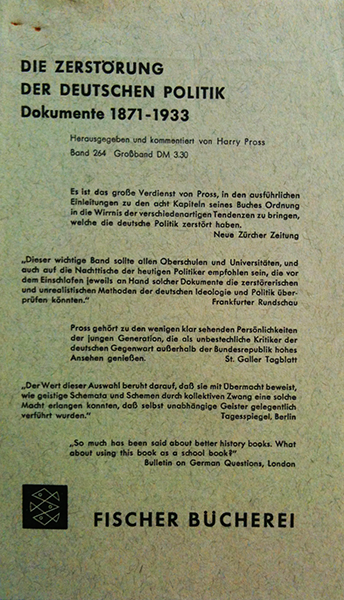 DIE ZERSTÖRUNG
DER DEUTSCHEN POLITIK
Dokumente 1871-1933
Herausgegeben und kommentiert von Harry Pross
Band 264 Großband DM 3.30
Es ist das große Verdienst von Pross, in den ausführlichen
Einleitungen zu den acht Kapiteln seines Buches Ordnung
in die Wirrnis der verschiedenartigen Tendenzen zu bringen,
welche die deutsche Politik zerstört haben.
Neue Zürcher Zeitung
„Dieser wichtige Band sollte allen Oberschulen und Universitäten, und
auch auf die Nachttische der heutigen Politiker empfohlen sein, die vor
dem Einschlafen jeweils an Hand solcher Dokumente die zerstörerischen
und unrealistischen Methoden der deutschen Ideologie und Politik über-
prüfen könnten.“ Frankfurter Rundschau
Pross gehört zu den wenigen klar sehenden Persönlichkeiten
der jungen Generation, die als unbestechliche Kritiker der
deutschen Gegenwart außerhalb der Bundesrepublik hohes
Ansehen genießen. St. Galler Tagblatt
„Der Wert dieser Auswahl beruht darauf, daß sie mit Übermacht beweist,
wie geistige Schemata und Schemen durch kollektiven Zwang eine solche
Macht erlangen konnten, daß selbst unabhängige Geister gelegentlich
verführt wurden.“ Tagesspiegel, Berlin
„So much has been said about better history books. What
about using this book as a school book?“
Bulletin on German Questions, London
FISCHER BÜCHEREI